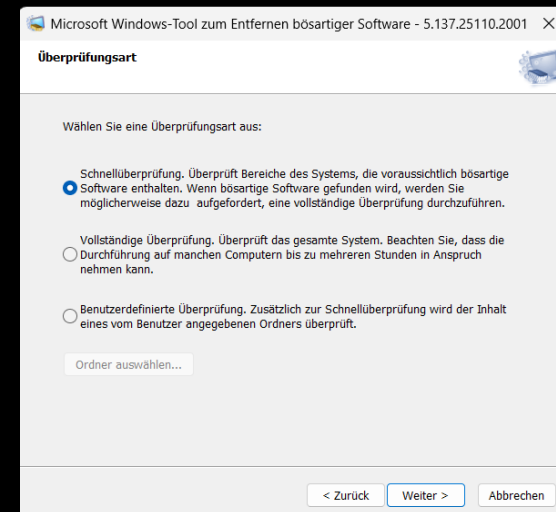 Microsoft Windows-Tool zum Entfernen bösartiger Software - 5.137.25110.2001
Überprüfungsart
Wählen Sie eine Überprüfungsart aus:
Schnellüberprüfung. Überprüft Bereiche des Systems, die voraussichtlich bösartige
Software enthalten. Wenn bösartige Software gefunden wird, werden Sie
möglicherweise dazu aufgefordert, eine vollständige Überprüfung durchzuführen.
Vollständige Überprüfung. Überprüft das gesamte System. Beachten Sie, dass die
Durchführung auf manchen Computern bis zu mehreren Stunden in Anspruch
nehmen kann.
Benutzerdefinierte Überprüfung. Zusätzlich zur Schnellüberprüfung wird der Inhalt
eines vom Benutzer angegebenen Ordners überprüft.
Ordner auswählen...
< Zurück Weiter > Abbrechen